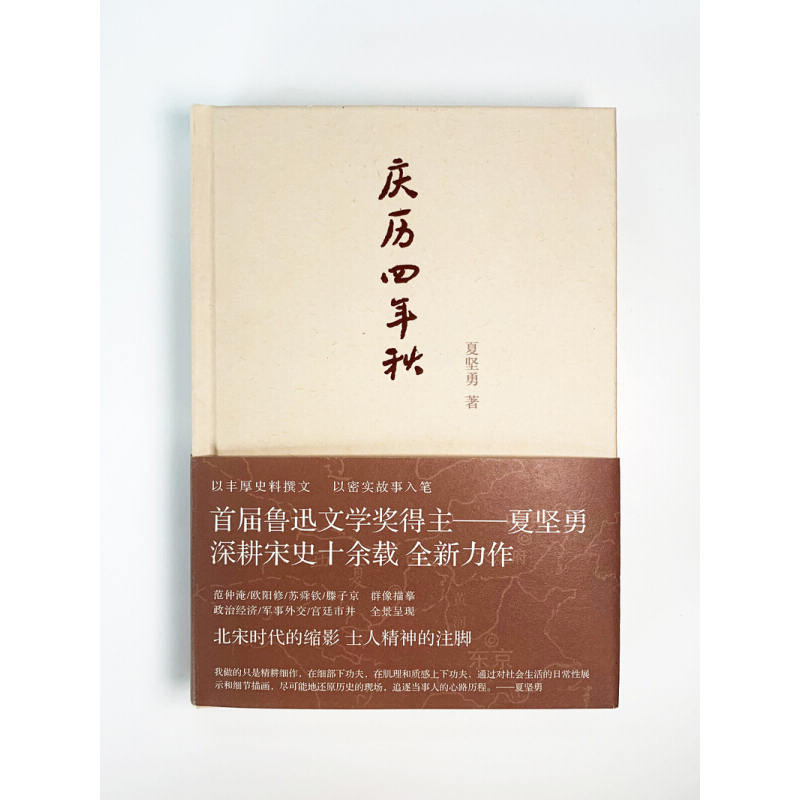 庆历四年秋
夏坚勇 著
以丰厚史料撰文 以密实故事入笔
首届鲁迅文学奖得主——夏坚勇
深耕宋史十余载 全新力作
范仲淹/欧阳修/苏舜钦/滕子京 群像描摹
政治经济/军事外交/宫廷市井 全景呈现
北宋时代的缩影 士人精神的注脚
东京
我做的只是精耕细作，在细部下功夫，在肌理和质感上下功夫、通过对社会生活的日常性展
示和细节描画，尽可能地还原历史的现场，追逐当事人的心路历程。——夏坚勇